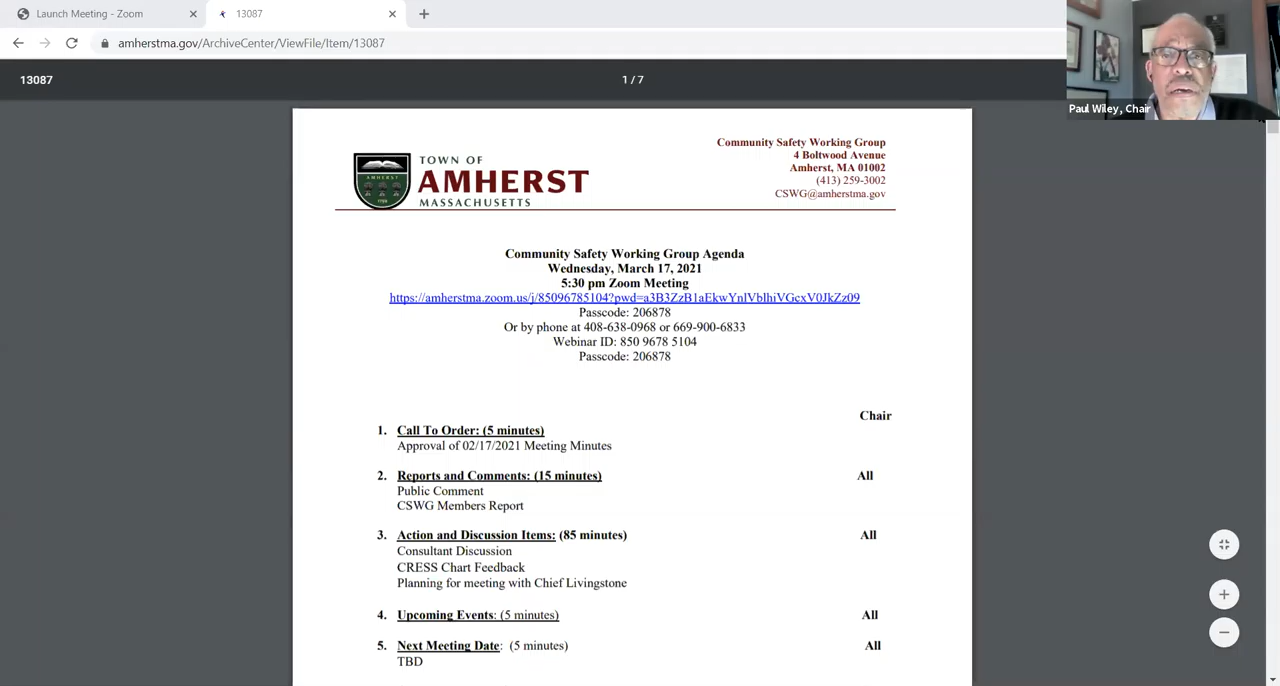 Launch Meeting - Zoom
13087
amherstma.gov/ArchiveCenter/ViewFile/Item/13087
13087
1 / 7
Paul Wiley, Chair
TOWN OF
AMHERST
MASSACHUSETTS
Community Safety Working Group
4 Boltwood Avenue
Amherst, MA 01002
(413) 259-3002
CSWG@amherstma.gov
Community Safety Working Group Agenda
Wednesday, March 17, 2021
5:30 pm Zoom Meeting
https://amherstma.zoom.us/j/85096785104?pwd=a3B3ZzB1aEkwYnlVblhiVGcxV0JkZz09
Passcode: 206878
Or by phone at 408-638-0968 or 669-900-6833
Webinar ID: 850 9678 5104
Passcode: 206878
Chair
1. Call To Order: (5 minutes)
Approval of 02/17/2021 Meeting Minutes
2. Reports and Comments: (15 minutes) All
Public Comment
CSWG Members Report
3. Action and Discussion Items: (85 minutes) All
Consultant Discussion
CRESS Chart Feedback
Planning for meeting with Chief Livingstone
4. Upcoming Events: (5 minutes) All
5. Next Meeting Date: (5 minutes) All
TBD